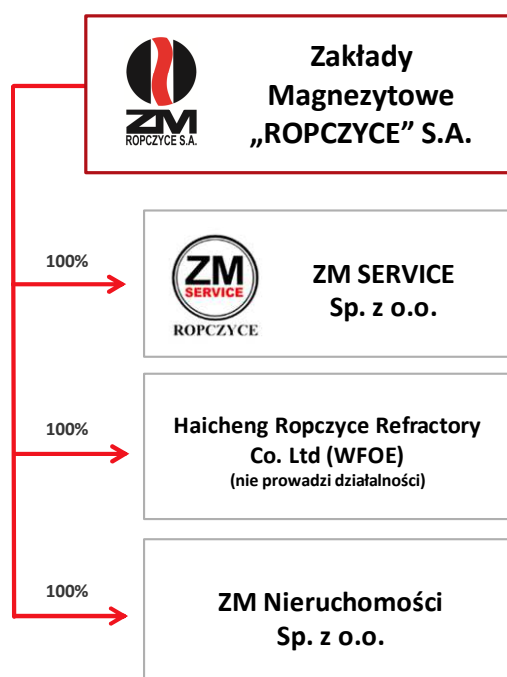 ZM
ROPCZYCE S.A.
Zakłady
Magnezytowe
„ROPCZYCE” S.A.
100%
ZM
SERVICE
ROPCZYCE
ZM SERVICE
Sp. z o.o.
100%
Haicheng Ropczyce Refractory
Co. Ltd (WFOE)
(nie prowadzi działalności)
100%
ZM Nieruchomości
Sp. z o.o.